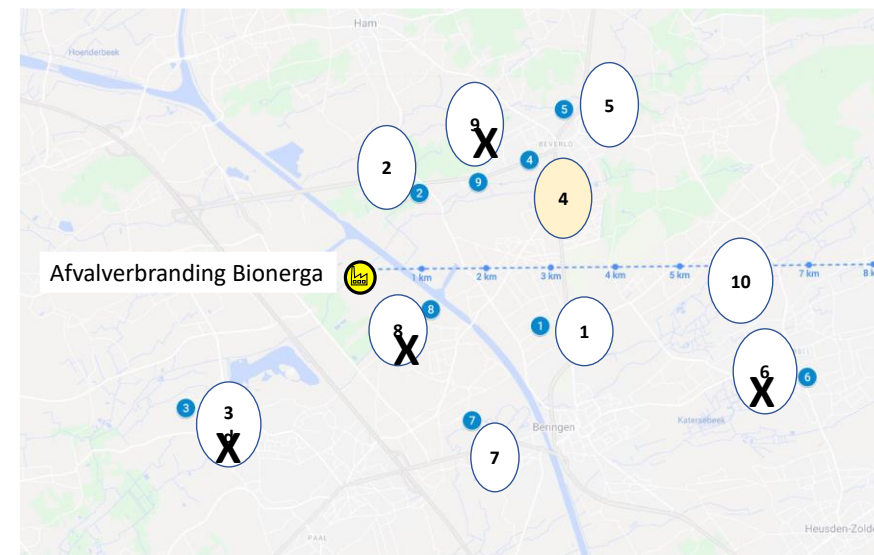 Ham
Hoenderbeek
5
5
9
X
BEVERLO
4
2
9
2
4
Afvalverbranding Bionerga
1 km
2 km
3 km
4 km
5 km
7 km
10
8
8
X
1
1
6
X
6
3
3
X
7
Katersebeek
Beringen
7
Heusden-Zold
PAAL